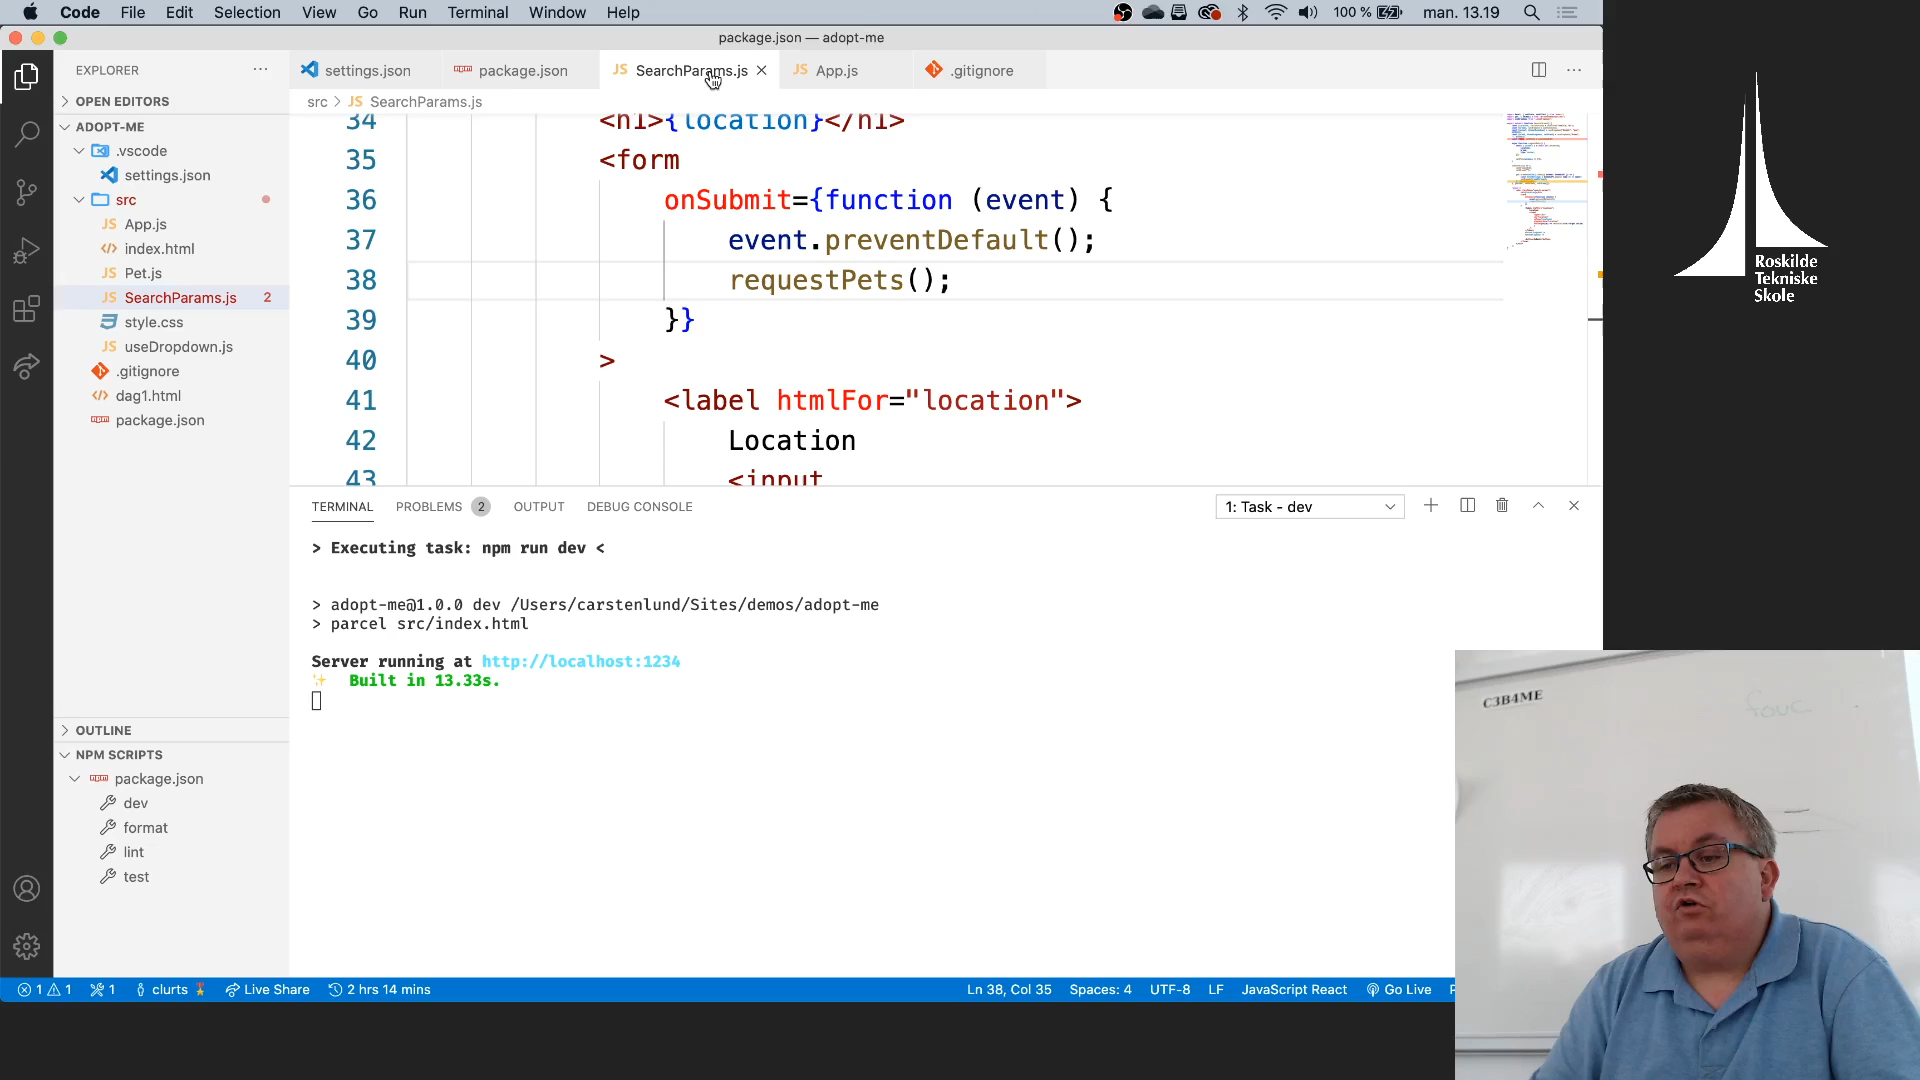 Code File Edit Selection View Go Run Terminal Window Help 100 % man. 13.19
package.json — adopt-me
EXPLORER
settings.json
package.json
JS SearchParams.js
JS App.js
.gitignore
src > JS SearchParams.js
OPEN EDITORS
ADOPT-ME
.vscode
settings.json
src
JS App.js
index.html
JS Pet.js
JS SearchParams.js 2
style.css
JS useDropdown.js
.gitignore
dag1.html
package.json
OUTLINE
NPM SCRIPTS
package.json
dev
format
lint
test
34 <h1>{location}</h1>
35 <form
36 onSubmit={function (event) {
37 event.preventDefault();
38 requestPets();
39 }}
40 >
41 <label htmlFor="location">
42 Location
43 <input
TERMINAL PROBLEMS 2 OUTPUT DEBUG CONSOLE 1: Task - dev
> Executing task: npm run dev <
> adopt-me@1.0.0 dev /Users/carstenlund/Sites/demos/adopt-me
> parcel src/index.html
Server running at http://localhost:1234
Built in 13.33s.
1 1 1 clurts Live Share 2 hrs 14 mins Ln 38, Col 35 Spaces: 4 UTF-8 LF JavaScript React Go Live
Roskilde
Tekniske
Skole
C3B4ME